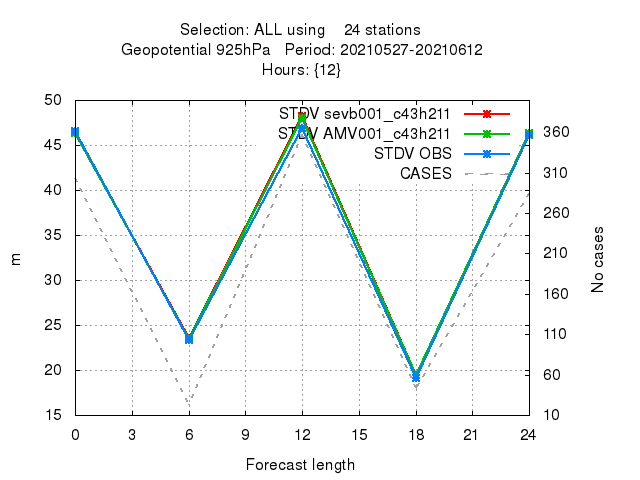 Selection: ALL using    24 stations
Geopotential 925hPa   Period: 20210527-20210612
Hours: {12}
STDV sevb001_c43h211
STDV AMV001_c43h211
STDV OBS
CASES
50
45
40
35
30
25
20
15
m
360
310
260
210
160
110
60
10
No cases
0 3 6 9 12 15 18 21 24
Forecast length